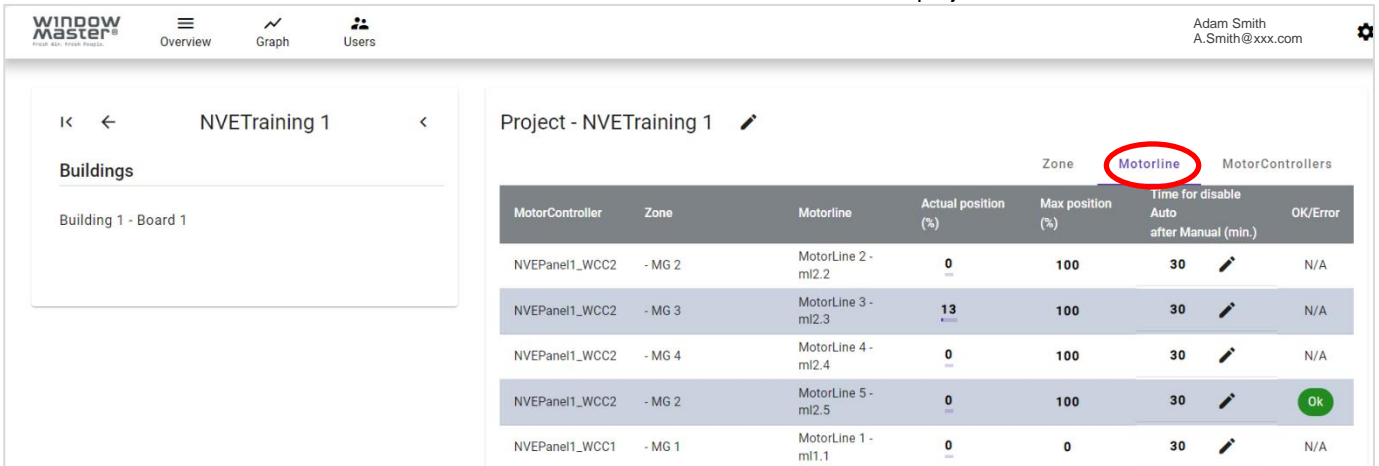 WINDOW
Master®
Fresh Air. Fresh People.
Overview
Graph
Users
Adam Smith
A.Smith@xxx.com
NVETraining 1
Buildings
Building 1 - Board 1
Project - NVETraining 1
Zone Motorline MotorControllers
MotorController Zone Motorline Actual position (%) Max position (%) Time for disable Auto after Manual (min.) OK/Error
NVEPanel1_WCC2 - MG 2 MotorLine 2 - ml2.2 0 100 30 N/A
NVEPanel1_WCC2 - MG 3 MotorLine 3 - ml2.3 13 100 30 N/A
NVEPanel1_WCC2 - MG 4 MotorLine 4 - ml2.4 0 100 30 N/A
NVEPanel1_WCC2 - MG 2 MotorLine 5 - ml2.5 0 100 30 Ok
NVEPanel1_WCC1 - MG 1 MotorLine 1 - ml1.1 0 0 30 N/A